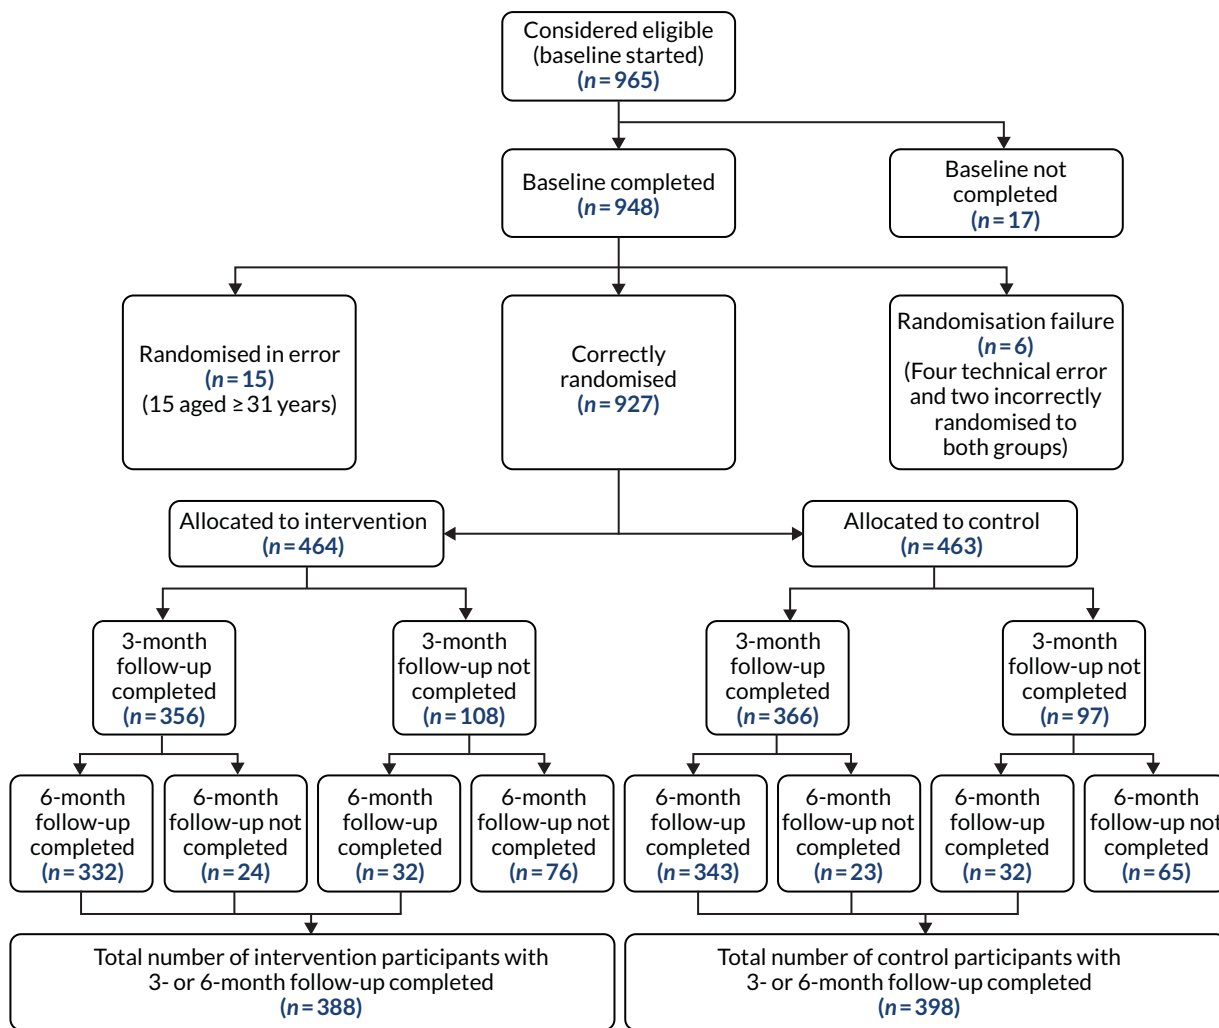 Considered eligible
(baseline started)
(n=965)
Baseline completed
(n=948)
Baseline not
completed
(n=17)
Randomised in error
(n=15)
(15 aged ≥31 years)
Correctly
randomised
(n=927)
Randomisation failure
(n=6)
(Four technical error
and two incorrectly
randomised to
both groups)
Allocated to intervention
(n=464)
Allocated to control
(n=463)
3-month
follow-up
completed
(n=356)
3-month
follow-up not
completed
(n=108)
3-month
follow-up
completed
(n=366)
3-month
follow-up not
completed
(n=97)
6-month
follow-up
completed
(n=332)
6-month
follow-up not
completed
(n=24)
6-month
follow-up
completed
(n=32)
6-month
follow-up not
completed
(n=76)
6-month
follow-up
completed
(n=343)
6-month
follow-up not
completed
(n=23)
6-month
follow-up
completed
(n=32)
6-month
follow-up not
completed
(n=65)
Total number of intervention participants with
3- or 6-month follow-up completed
(n=388)
Total number of control participants with
3- or 6-month follow-up completed
(n=398)